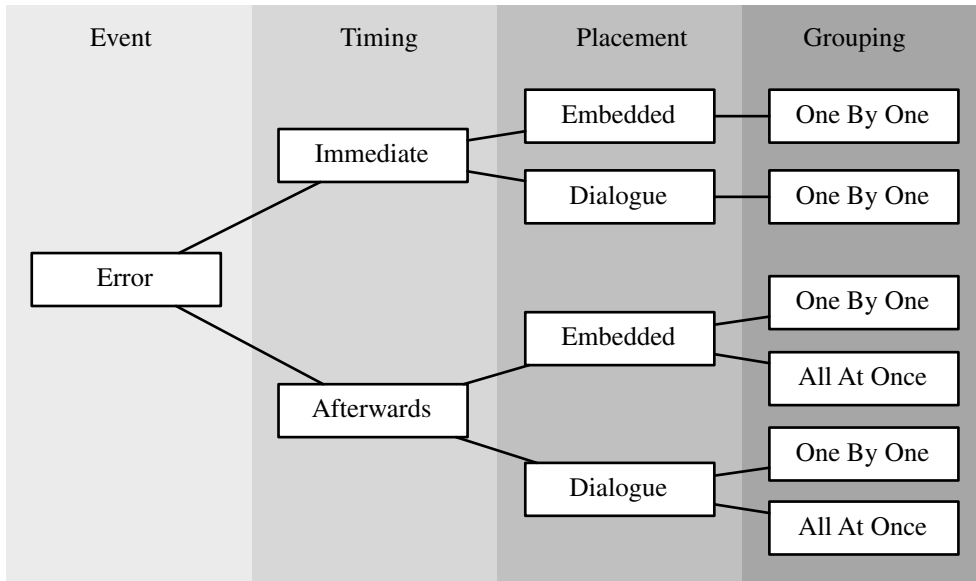 Event
Timing
Placement
Grouping
Embedded
One By One
Immediate
Dialogue
One By One
Error
Embedded
One By One
All At Once
Afterwards
Dialogue
One By One
All At Once